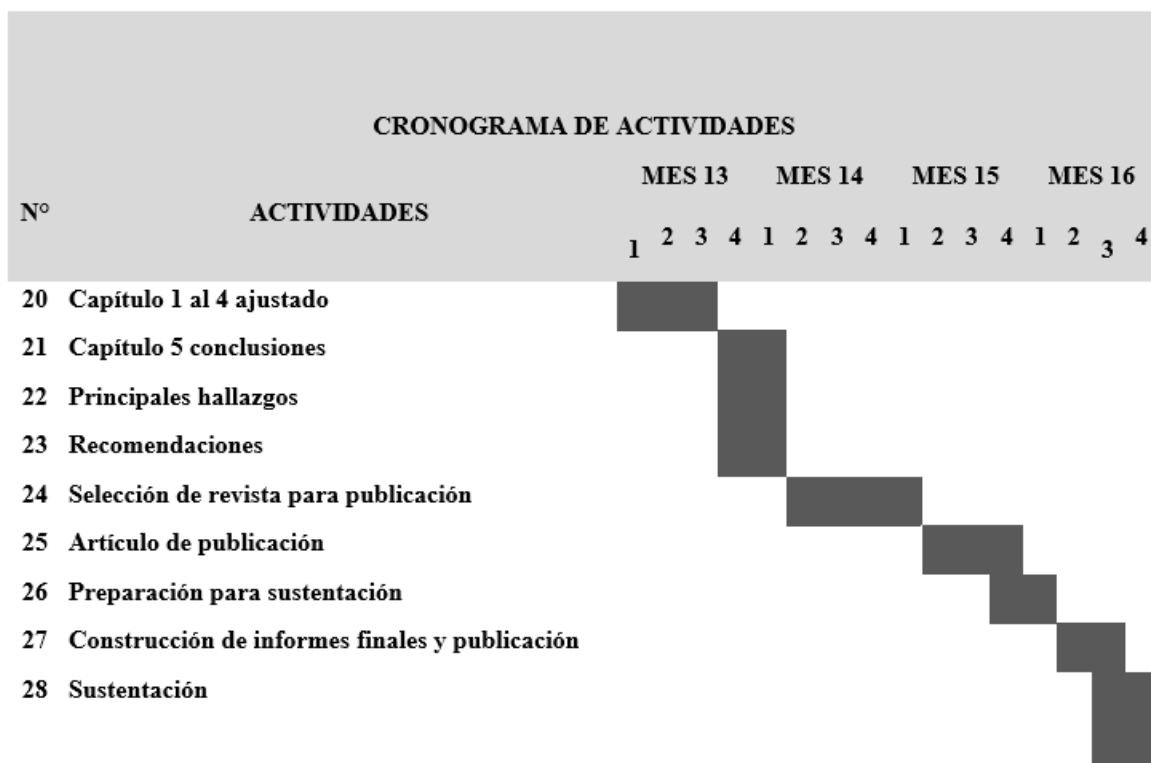 CRONOGRAMA DE ACTIVIDADES
MES 13 MES 14 MES 15 MES 16
N° ACTIVIDADES
1 2 3 4 1 2 3 4 1 2 3 4 1 2 3 4
20 Capítulo 1 al 4 ajustado
21 Capítulo 5 conclusiones
22 Principales hallazgos
23 Recomendaciones
24 Selección de revista para publicación
25 Artículo de publicación
26 Preparación para sustentación
27 Construcción de informes finales y publicación
28 Sustentación